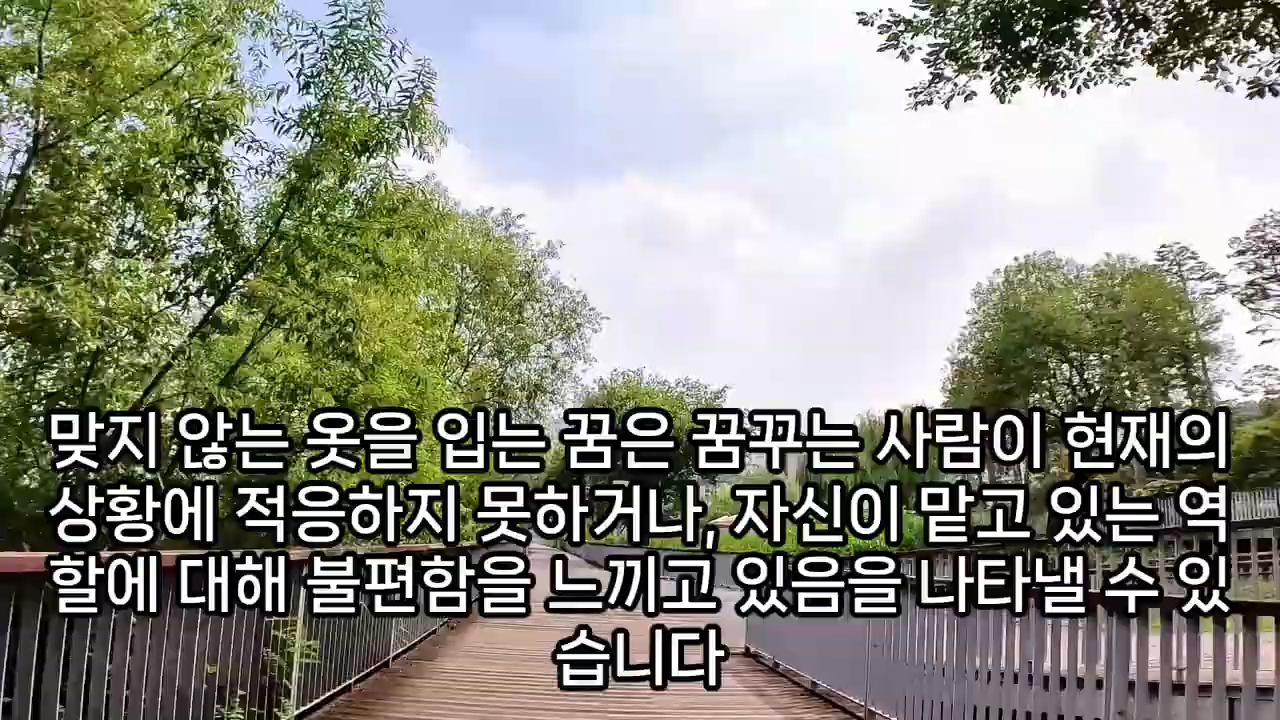 맞지 않는 옷을 입는 꿈은 꿈꾸는 사람이 현재의
상황에 적응하지 못하거나, 자신이 맡고 있는 역
할에 대해 불편함을 느끼고 있음을 나타낼 수 있
습니다